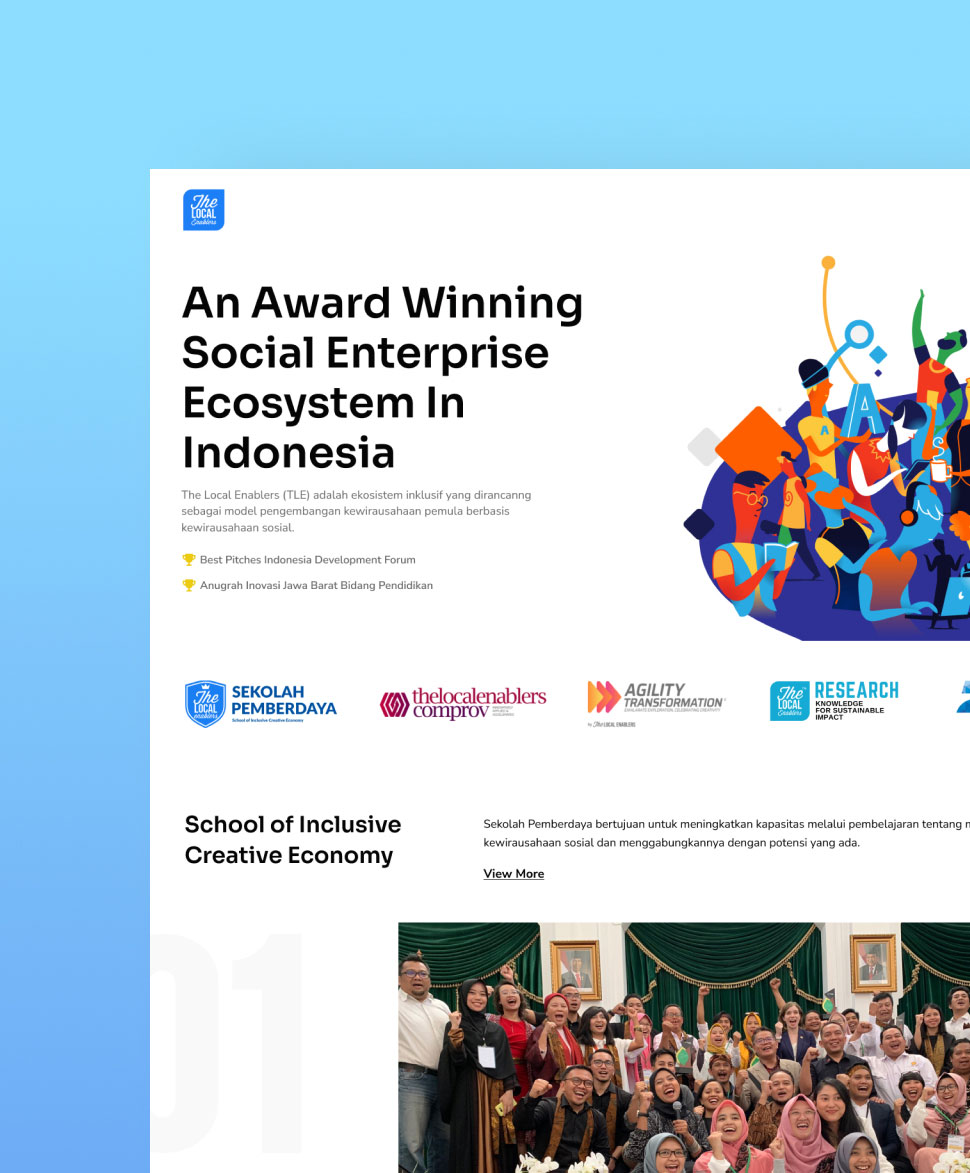 The
LOCAL
Enablers
An Award Winning
Social Enterprise
Ecosystem In
Indonesia
The Local Enablers (TLE) adalah ekosistem inklusif yang dirancanng
sebagai model pengembangan kewirausahaan pemula berbasis
kewirausahaan sosial.
Best Pitches Indonesia Development Forum
Anugrah Inovasi Jawa Barat Bidang Pendidikan
A
A
The
LOCAL
enablers
SEKOLAH
PEMBERDAYA
School of Inclusive Creative Economy
thelocalenablers
comprov
AGILITY
TRANSFORMATION
by The LOCAL ENABLERS
The
LOCAL
Enablers
RESEARCH
KNOWLEDGE
FOR SUSTAINABLE
IMPACT
School of Inclusive
Creative Economy
Sekolah Pemberdaya bertujuan untuk meningkatkan kapasitas melalui pembelajaran tentang
kewirausahaan sosial dan menggabungkannya dengan potensi yang ada.
View More
01